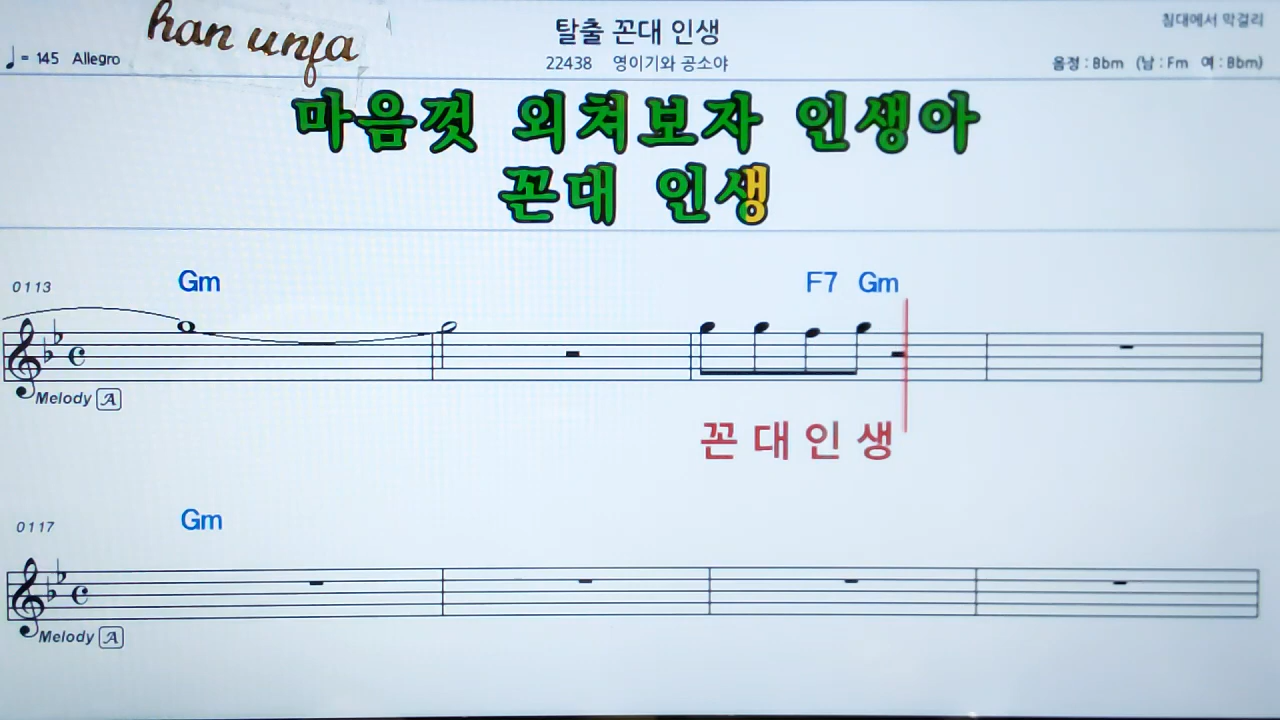 han unja
탈출 꼰대 인생
침대에서 막걸리
♩ = 145 Allegro
22438 영이기와 공소야
음정 : Bbm (남 : Fm 여 : Bbm)
마음껏 외쳐보자 인생아
꼰대 인생
0113
Gm
F7 Gm
Melody A
꼰 대 인 생
0117
Gm
Melody A